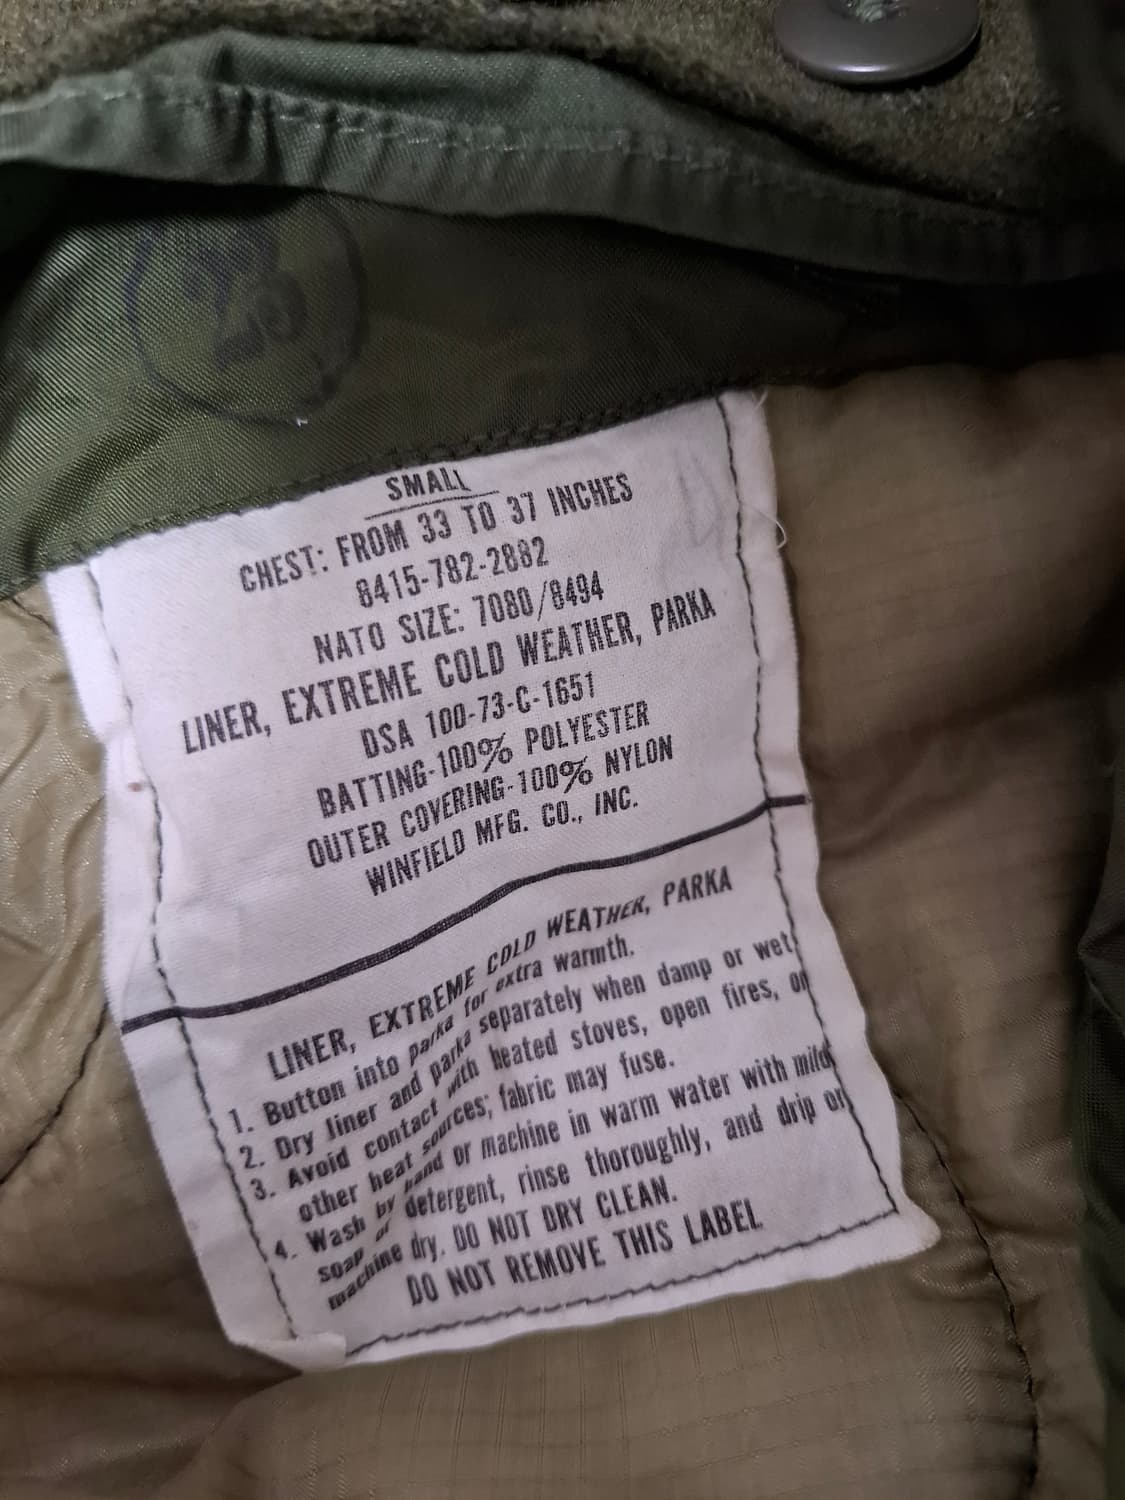 SMALL
CHEST: FROM 33 TO 37 INCHES
8415-782-2882
NATO SIZE: 7080/8494
LINER, EXTREME COLD WEATHER, PARKA
DSA 100-73-C-1651
BATTING-100% POLYESTER
OUTER COVERING-100% NYLON
WINFIELD MFG. CO., INC.
LINER, EXTREME COLD WEATHER, PARKA
1. Button into parka for extra warmth.
2. Dry liner and parka separately when damp or wet
3. Avoid contact with heated stoves, open fires, or
other heat sources; fabric may fuse.
4. Wash by hand or machine in warm water with mild
soap or detergent, rinse thoroughly, and drip or
machine dry. DO NOT DRY CLEAN.
DO NOT REMOVE THIS LABEL